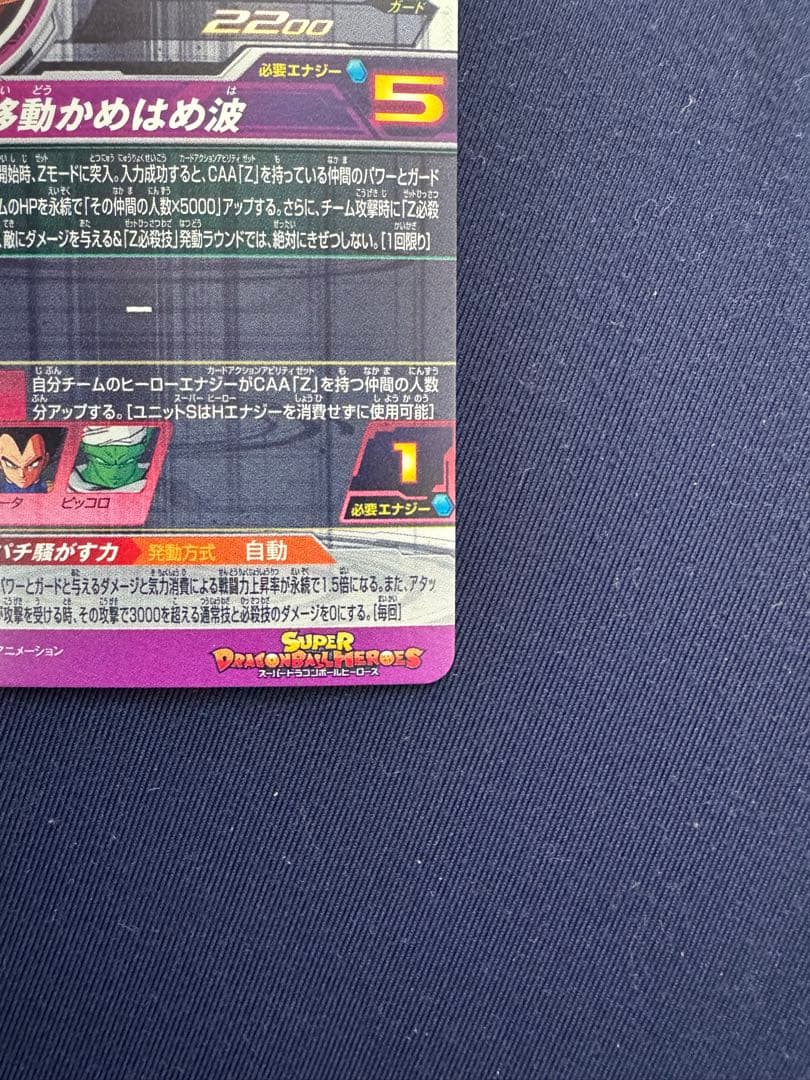 ガード
2200
必要エナジー
5
移動かめはめ波
開始時、Zモードに突入。入力成功すると、CAA「Z」を持っている仲間のパワーとガード
ムのHPを永続で「その仲間の人数×5000」アップする。さらに、チーム攻撃時に「Z必殺
、敵にダメージを与える&「Z必殺技」発動ラウンドでは、絶対にきぜつしない。[1回限り]
ー
自分チームのヒーローエナジーがCAA「Z」を持つ仲間の人数
分アップする。[ユニットSはHエナジーを消費せずに使用可能]
1
ータ
ピッコロ
必要エナジー
バチ騒がす力 発動方式 自動
パワーとガードと与えるダメージと気力消費による戦闘力上昇率が永続で1.5倍になる。また、アタッ
が攻撃を受ける時、その攻撃で3000を超える通常技と必殺技のダメージを0にする。[毎回]
アニメーション
SUPER
DRAGONBALL HEROES
スーパードラゴンボールヒーローズ